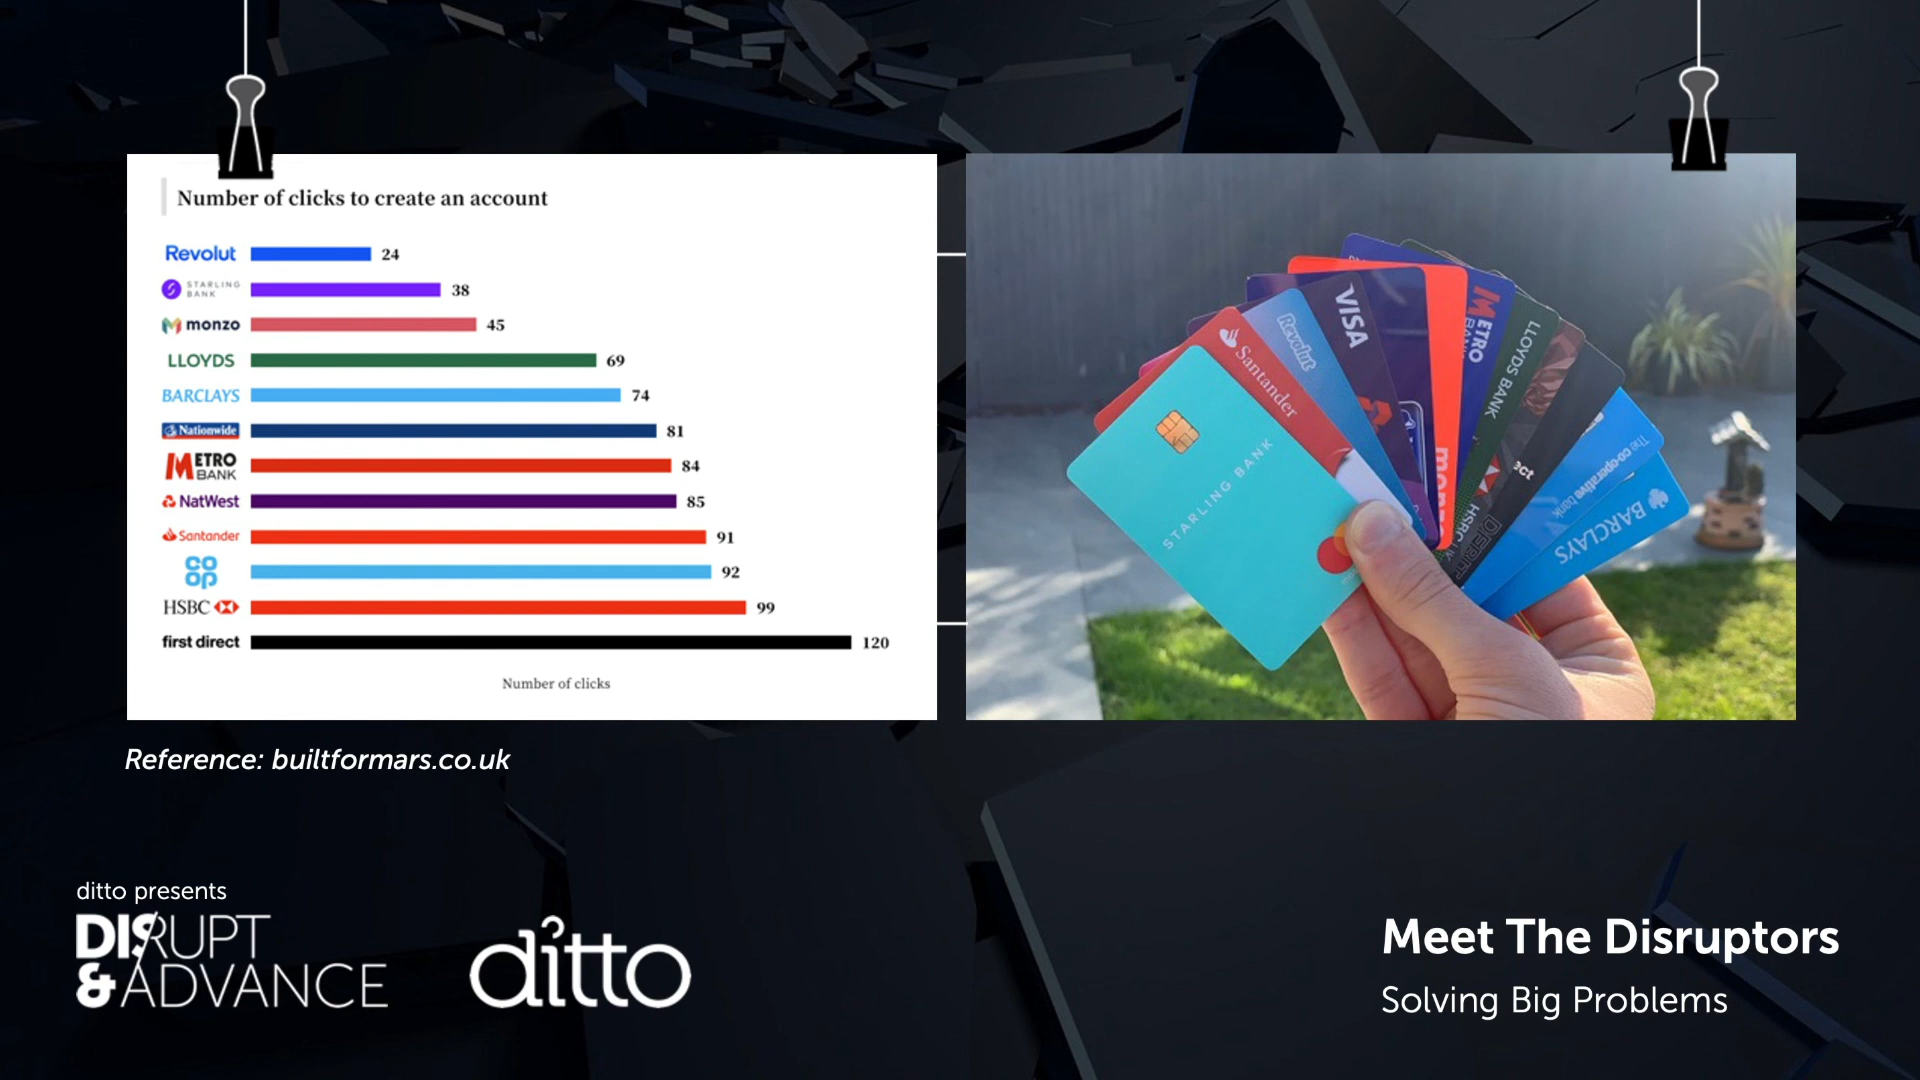 Number of clicks to create an account
Revolut 24
STARLING BANK 38
monzo 45
LLOYDS 69
BARCLAYS 74
Nationwide 81
METRO BANK 84
NatWest 85
Santander 91
CO OP 92
HSBC 99
first direct 120
Number of clicks
STARLING BANK
Santander
Revolut
VISA
METRO
LLOYDS BANK
HSBC UK
DEBIT
The co-operative bank
BARCLAYS
Reference: builtformars.co.uk
ditto presents
DISRUPT
&ADVANCE
ditto
Meet The Disruptors
Solving Big Problems